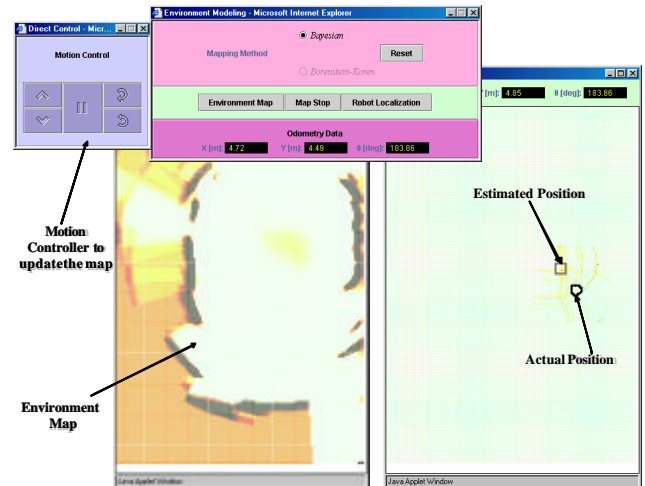 Direct Control - Micr...
Motion Control
Environment Modeling - Microsoft Internet Explorer
Bayesian
Mapping Method
Reset
Borenstein-Koren
Environment Map
Map Stop
Robot Localization
Odometry Data
X [m]: 4.72
Y [m]: 4.49
θ [deg]: 183.86
[m]: 4.85
θ [deg]: 183.86
Estimated Position
Actual Position
Motion
Controller to
updatethe map
Environment
Map
Java Applet Window
Java Applet Window